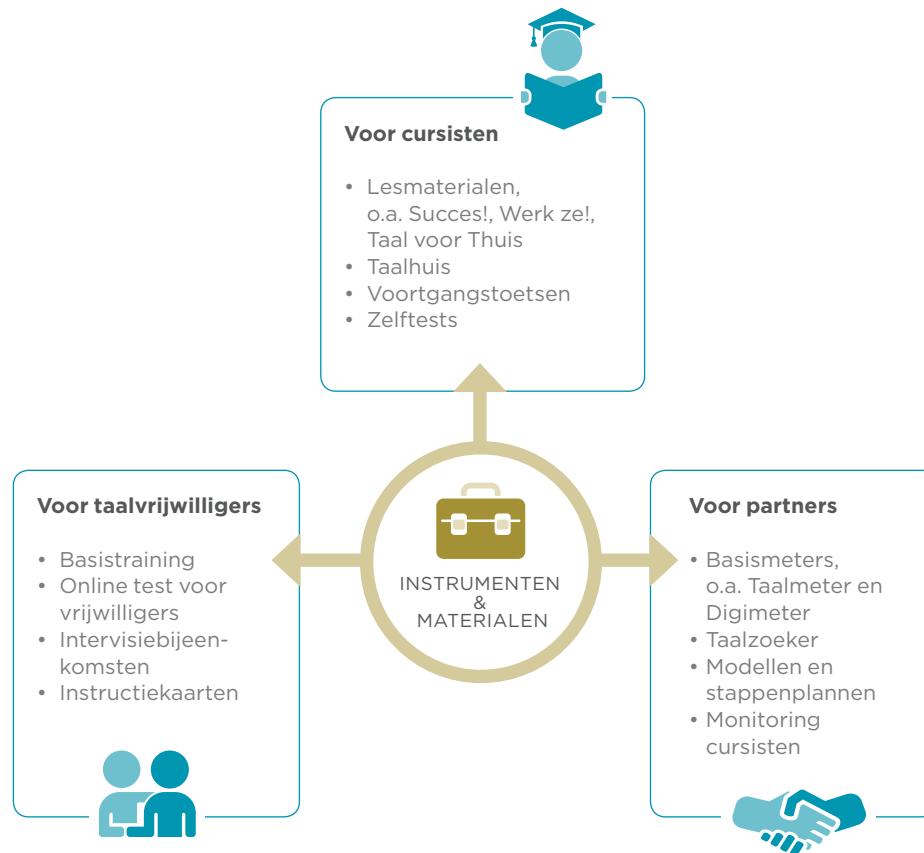 Voor cursisten
• Lesmaterialen,
o.a. Succes!, Werk ze!,
Taal voor Thuis
• Taalhuis
• Voortgangstoetsen
• Zelftests
Voor taalvrijwilligers
• Basistraining
• Online test voor
vrijwilligers
• Intervisiebijeen-
komsten
• Instructiekaarten
INSTRUMENTEN
&
MATERIALEN
Voor partners
• Basismeters,
o.a. Taalmeter en
Digimeter
• Taalzoeker
• Modellen en
stappenplannen
• Monitoring
cursisten